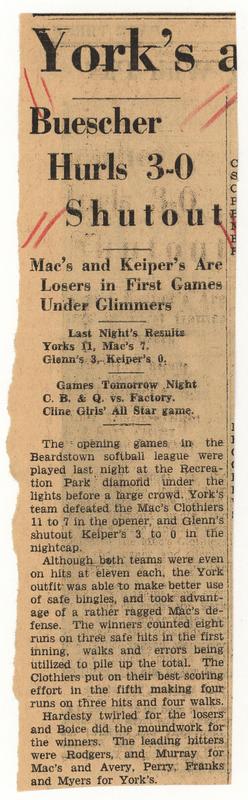 York's a
Buescher
Hurls 3-0
Shutout
Mac's and Keiper's Are
Losers in First Games
Under Glimmers
Last Night's Results
Yorks 11, Mac's 7.
Glenn's 3, Keiper's 0.
Games Tomorrow Night
C. B. & Q. vs. Factory.
Cline Girls' All Star game.
The opening games in the
Beardstown softball league were
played last night at the Recrea-
tion Park diamond under the
lights before a large crowd. York's
team defeated the Mac's Clothiers
11 to 7 in the opener, and Glenn's
shutout Keiper's 3 to 0 in the
nightcap.
Although both teams were even
on hits at eleven each, the York
outfit was able to make better use
of safe bingles, and took advant-
age of a rather ragged Mac's de-
fense. The winners counted eight
runs on three safe hits in the first
inning, walks and errors being
utilized to pile up the total. The
Clothiers put on their best scoring
effort in the fifth making four
runs on three hits and four walks.
Hardesty twirled for the losers
and Boice did the moundwork for
the winners. The leading hitters
were Rodgers, and Murray for
Mac's and Avery, Perry, Franks
and Myers for York's.